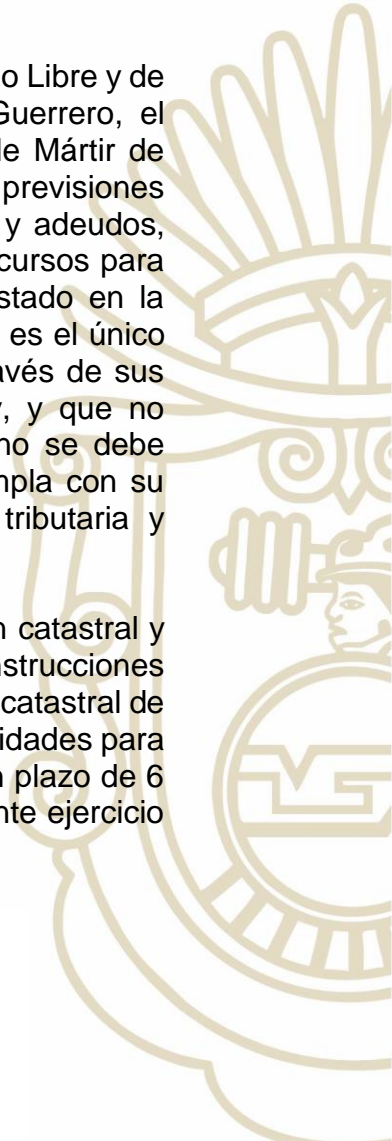 o Libre y de
Guerrero, el
de Mártir de
previsiones
y adeudos,
cursos para
stado en la
es el único
avés de sus
, y que no
no se debe
mpla con su
tributaria y
n catastral y
nstrucciones
catastral de
idades para
n plazo de 6
nte ejercicio